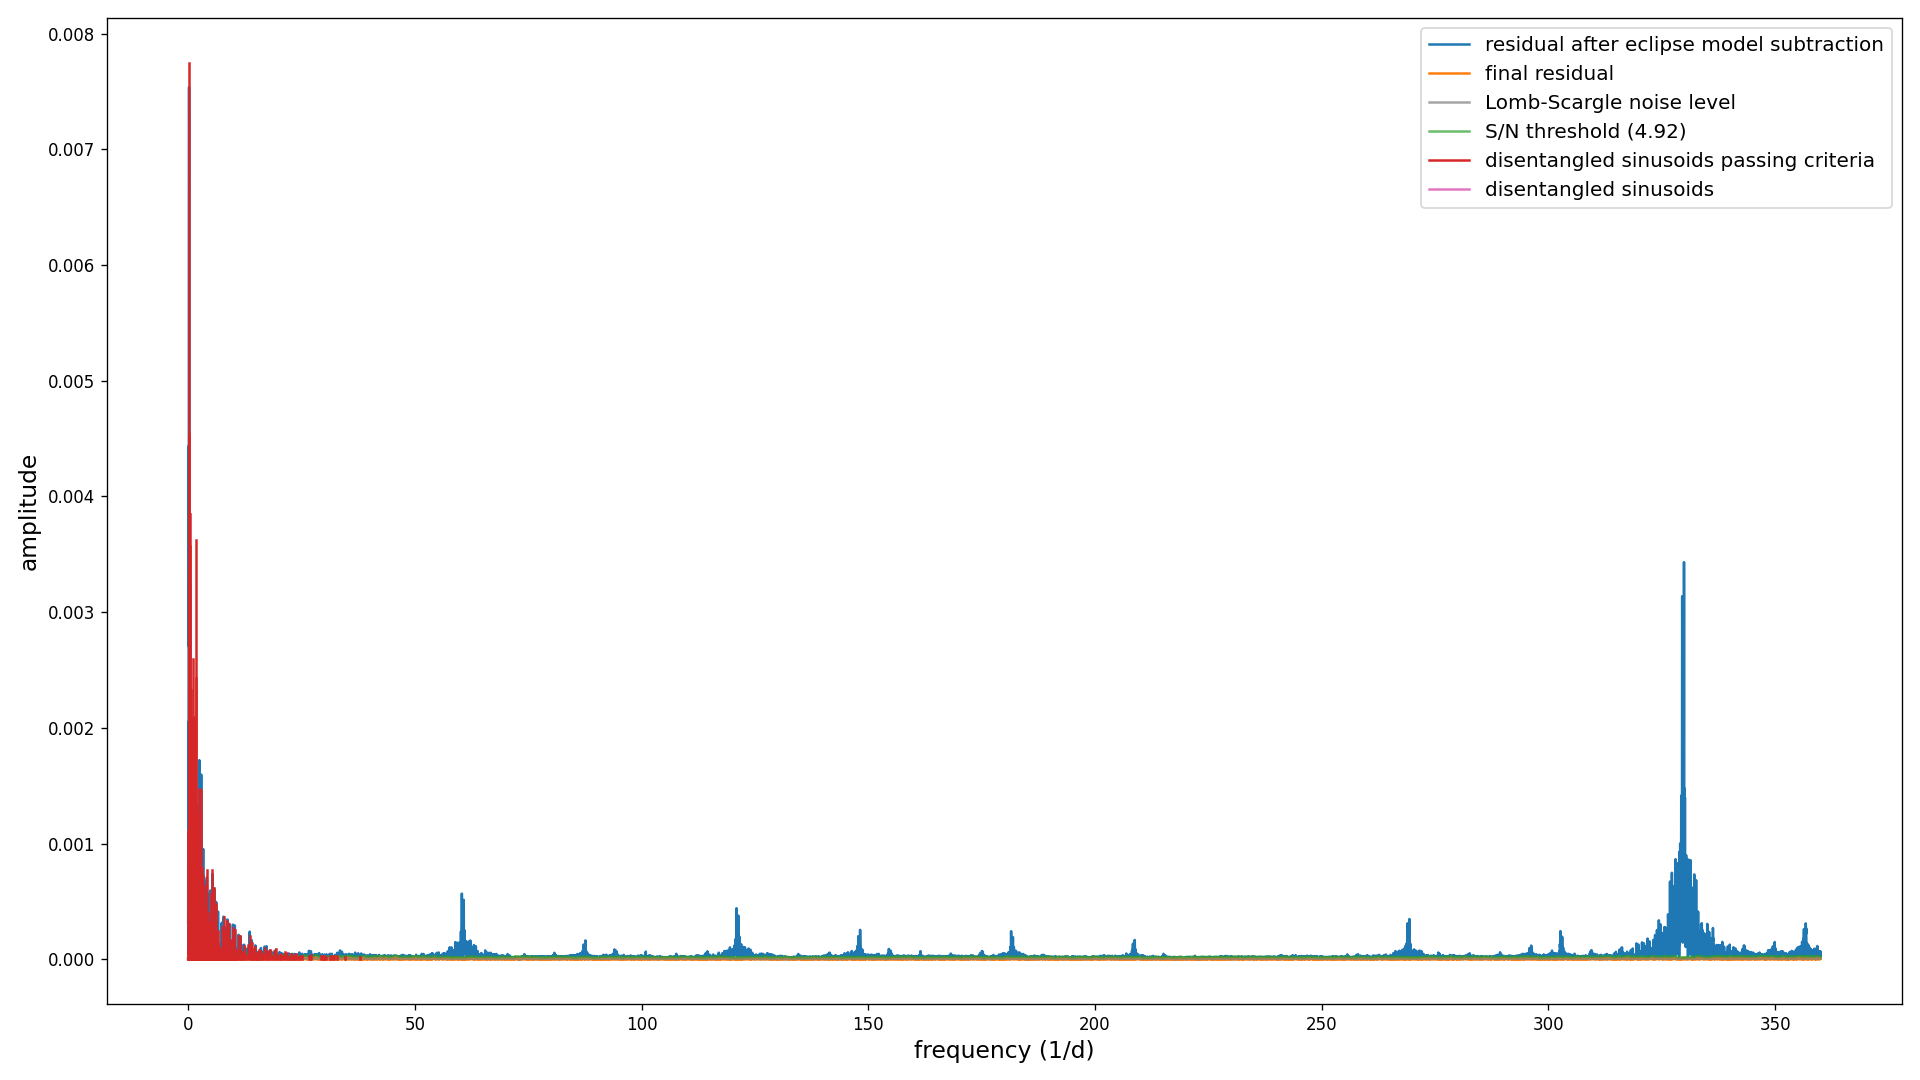 0.008
0.007
0.006
0.005
0.004
0.003
0.002
0.001
0.000
amplitude
0 50 100 150 200 250 300 350
frequency (1/d)
residual after eclipse model subtraction
final residual
Lomb-Scargle noise level
S/N threshold (4.92)
disentangled sinusoids passing criteria
disentangled sinusoids